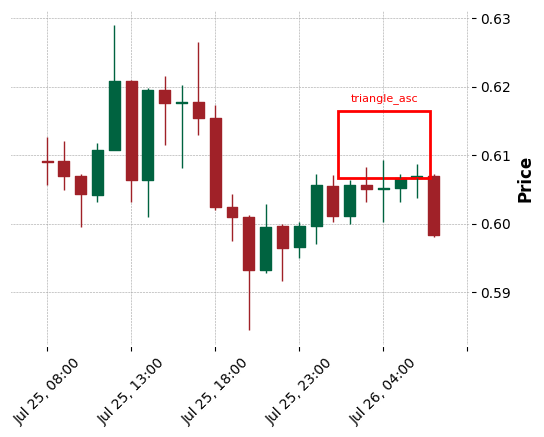 0.63
0.62
triangle_asc
0.61
0.60
0.59
Price
Jul 25, 08:00
Jul 25, 13:00
Jul 25, 18:00
Jul 25, 23:00
Jul 26, 04:00